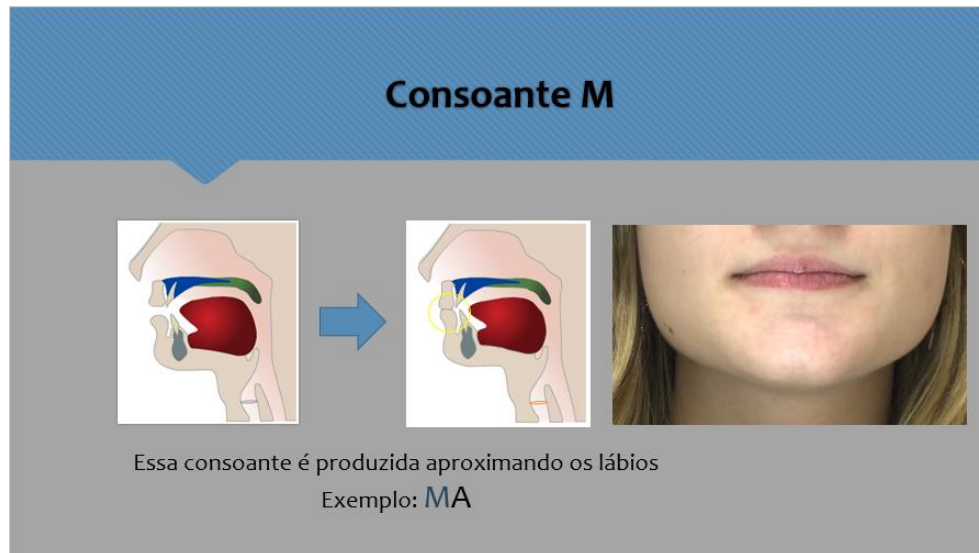 Consoante M
Essa consoante é produzida aproximando os lábios
Exemplo: MA